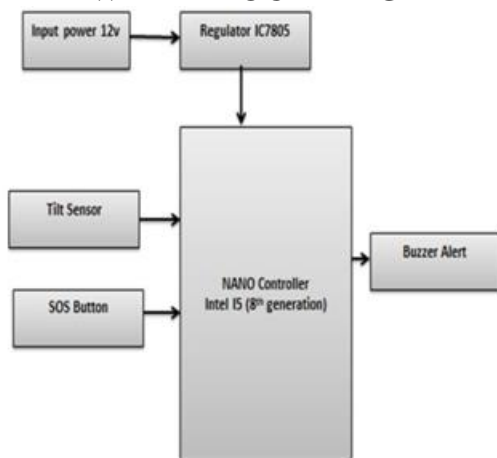 Input power 12v
Regulator IC7805
Tilt Sensor
SOS Button
NANO Controller
Intel I5 (8th generation)
Buzzer Alert